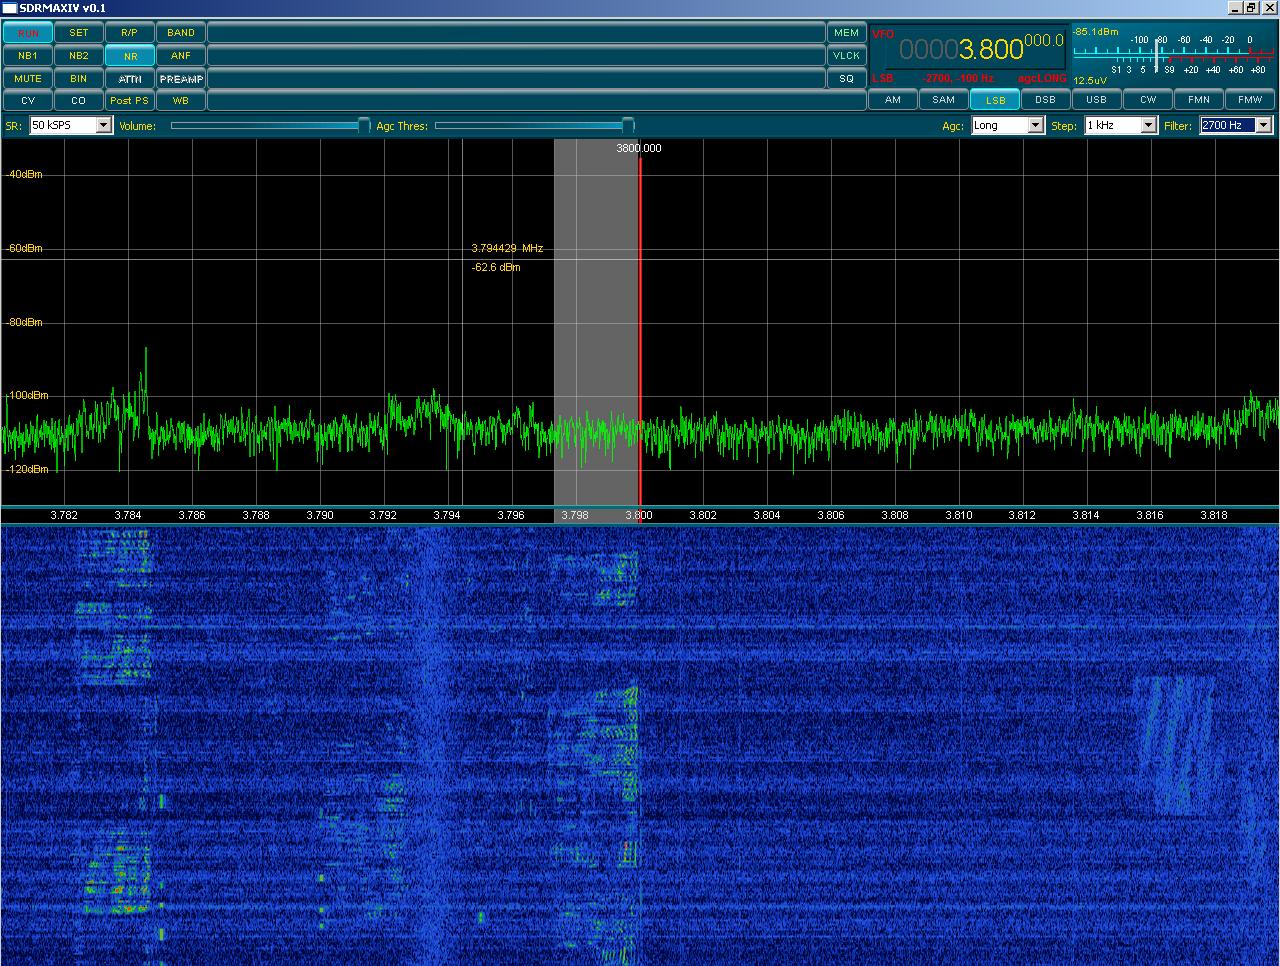 SDRMAXIV v0.1
RUN SET R/P BAND MEM
NB1 NB2 NR ANF VLCK
MUTE BIN ATTN PREAMP SQ
CV CO Post PS WB AM SAM LSB DSB USB CW FMN FMW
VFO 00003.800000.0
LSB -2700, -100 Hz agcLONG
-85.1dBm
-100 -80 -60 -40 -20 0
S1 3 5 7 S9 +20 +40 +60 +80
12.5uV
SR: 50 kSPS Volume: Agc Thres: Agc: Long Step: 1 kHz Filter: 2700 Hz
3800.000
-40dBm
-60dBm
3.794429 MHz
-62.6 dBm
-80dBm
-100dBm
-120dBm
3.782 3.784 3.786 3.788 3.790 3.792 3.794 3.796 3.798 3.800 3.802 3.804 3.806 3.808 3.810 3.812 3.814 3.816 3.818